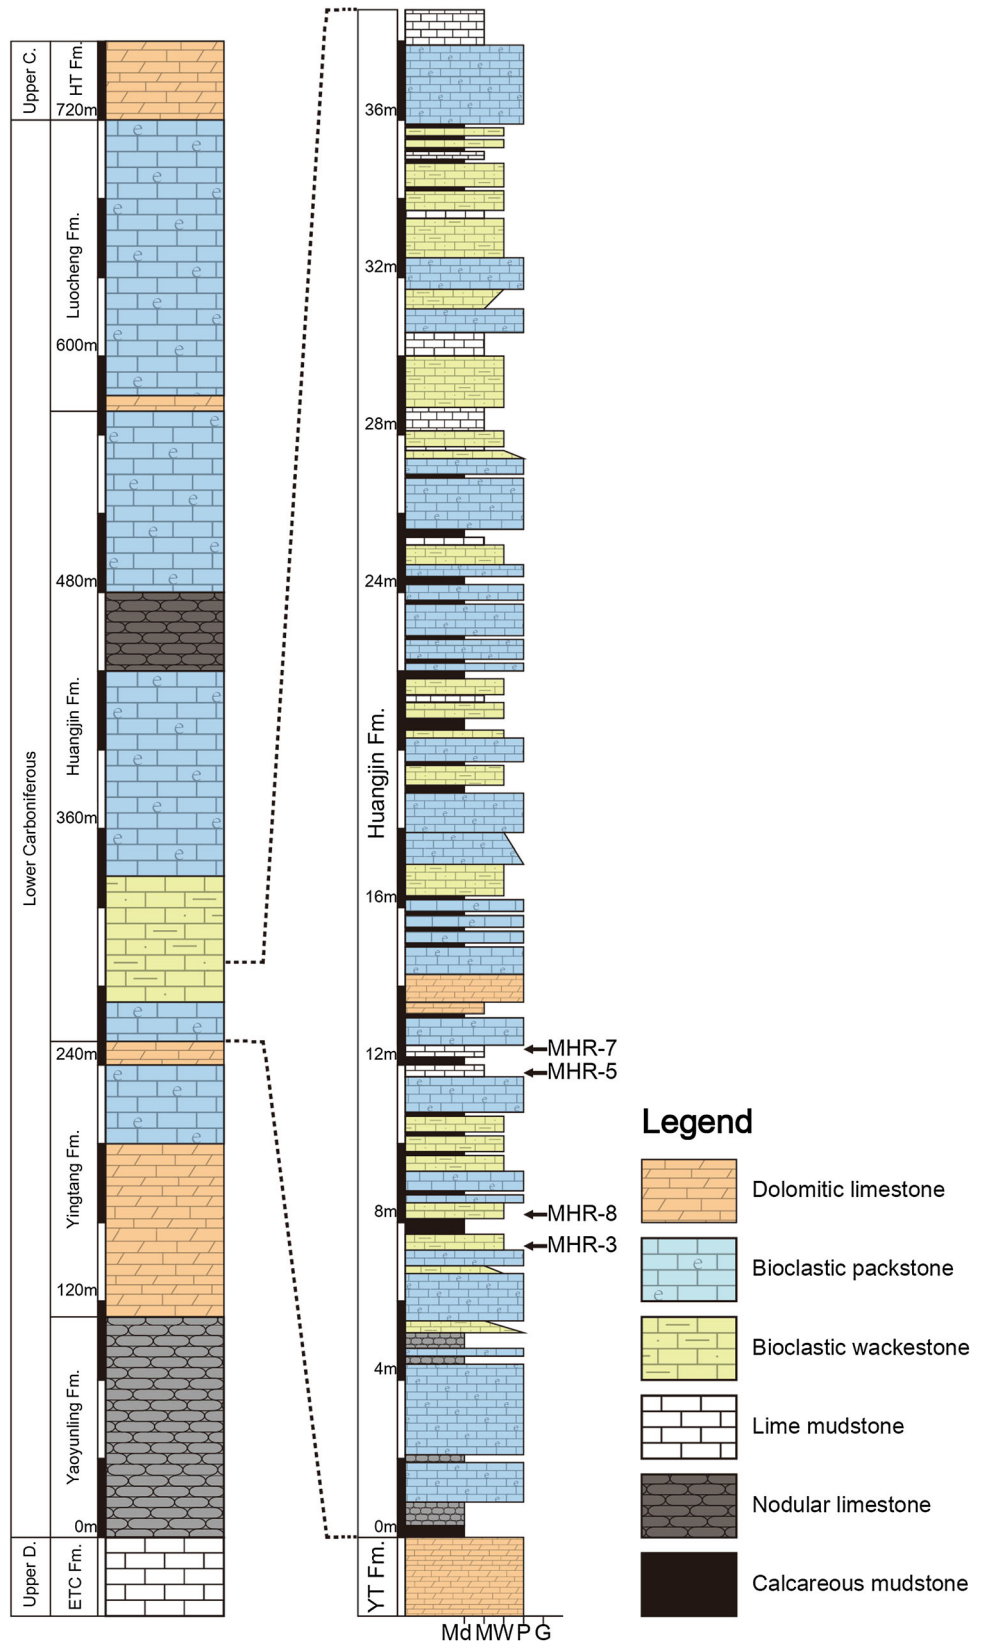 Upper C.
HT Fm.
720m
Lower Carboniferous
Luocheng Fm.
600m
480m
Huangjin Fm.
360m
240m
Yingtang Fm.
120m
Yaoyunling Fm.
0m
Upper D.
ETC Fm.
36m
32m
28m
24m
Huangjin Fm.
16m
12m
8m
4m
0m
YT Fm.
Md M W P G
MHR-7
MHR-5
MHR-8
MHR-3
Legend
Dolomitic limestone
Bioclastic packstone
Bioclastic wackestone
Lime mudstone
Nodular limestone
Calcareous mudstone